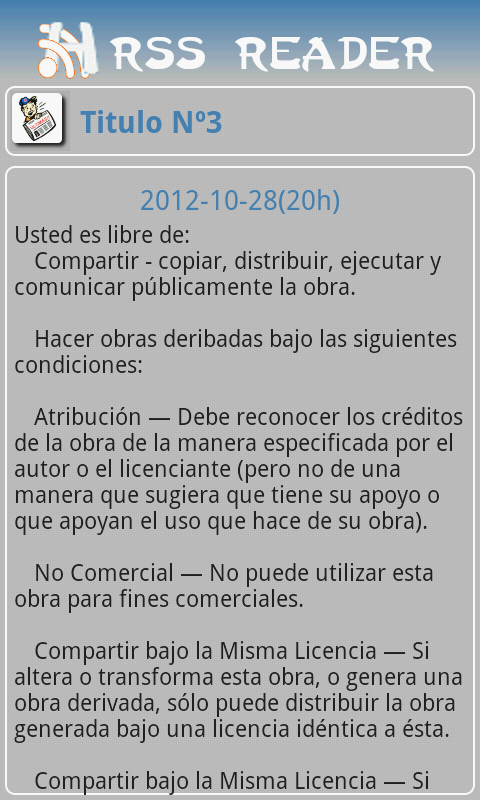 RSS READER
Titulo Nº3
2012-10-28(20h)
Usted es libre de:
Compartir - copiar, distribuir, ejecutar y
comunicar públicamente la obra.
Hacer obras deribadas bajo las siguientes
condiciones:
Atribución — Debe reconocer los créditos
de la obra de la manera especificada por el
autor o el licenciante (pero no de una
manera que sugiera que tiene su apoyo o
que apoyan el uso que hace de su obra).
No Comercial — No puede utilizar esta
obra para fines comerciales.
Compartir bajo la Misma Licencia — Si
altera o transforma esta obra, o genera una
obra derivada, sólo puede distribuir la obra
generada bajo una licencia idéntica a ésta.
Compartir bajo la Misma Licencia — Si